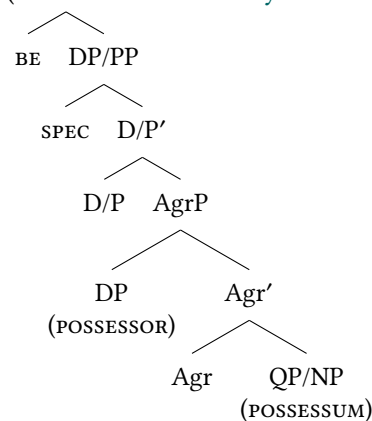 BE DP/PP
SPEC D/P′
D/P AgrP
DP Agr′
(POSSESSOR)
Agr QP/NP
(POSSESSUM)